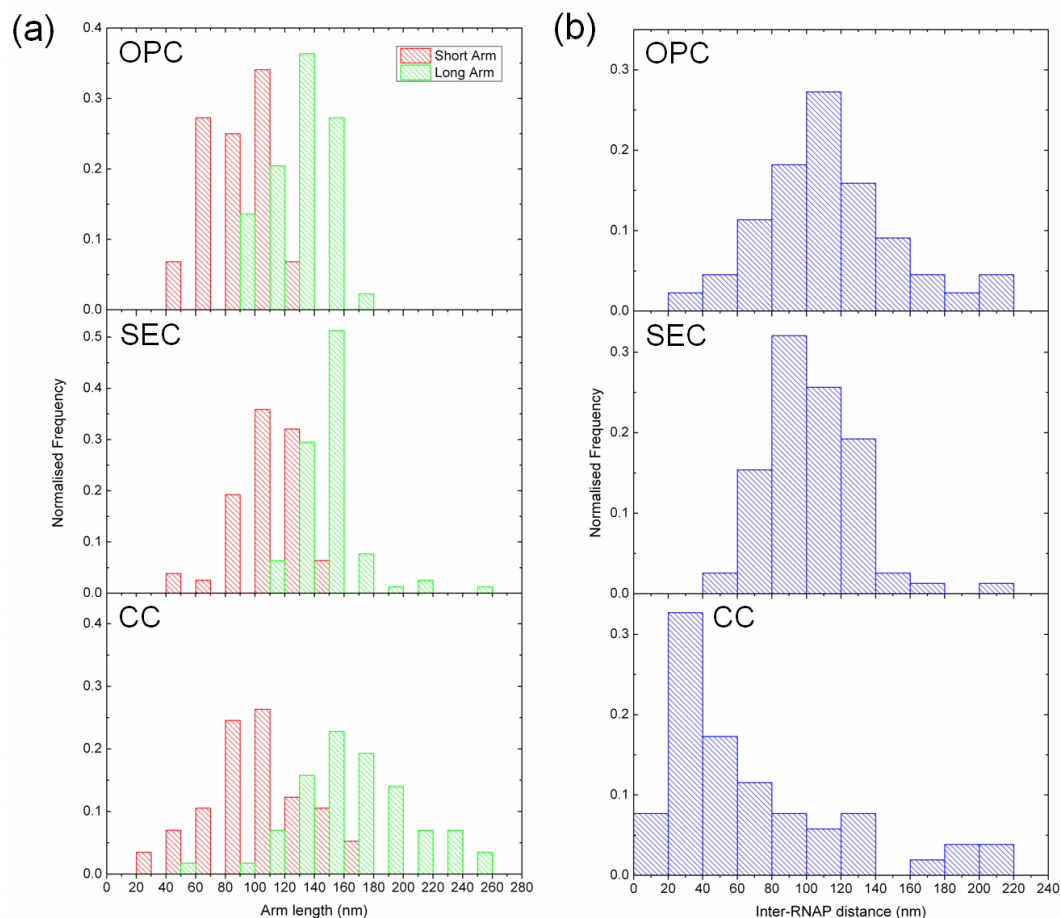 (a)
OPC
Short Arm
Long Arm
0.4
0.3
0.2
0.1
0.0
SEC
0.5
0.4
0.3
0.2
0.1
0.0
CC
0.4
0.3
0.2
0.1
0.0
Normalised Frequency
0 20 40 60 80 100 120 140 160 180 200 220 240 260 280
Arm length (nm)
(b)
OPC
0.3
0.2
0.1
0.0
SEC
0.3
0.2
0.1
0.0
CC
0.3
0.2
0.1
0.0
Normalised Frequency
0 20 40 60 80 100 120 140 160 180 200 220 240
Inter-RNAP distance (nm)